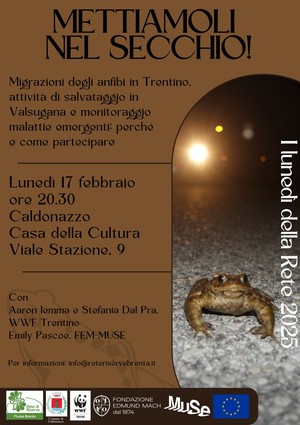 METTIAMOLI
NEL SECCHIO!
Migrazioni degli anfibi in Trentino,
attività di salvataggio in
Valsugana e monitoraggio
malattie emergenti: perché
e come partecipare
Lunedì 17 febbraio
ore 20.30
Caldonazzo
Casa della Cultura
Viale Stazione, 9
I lunedì della Rete 2025
Con
Aaron Iemma e Stefania Dal Pra,
WWF Trentino
Emily Pascoe, FEM-MUSE
Per informazioni: info@reteriservebrenta.it
WWF
FONDAZIONE
EDMUND MACH
dal 1874
MUSE